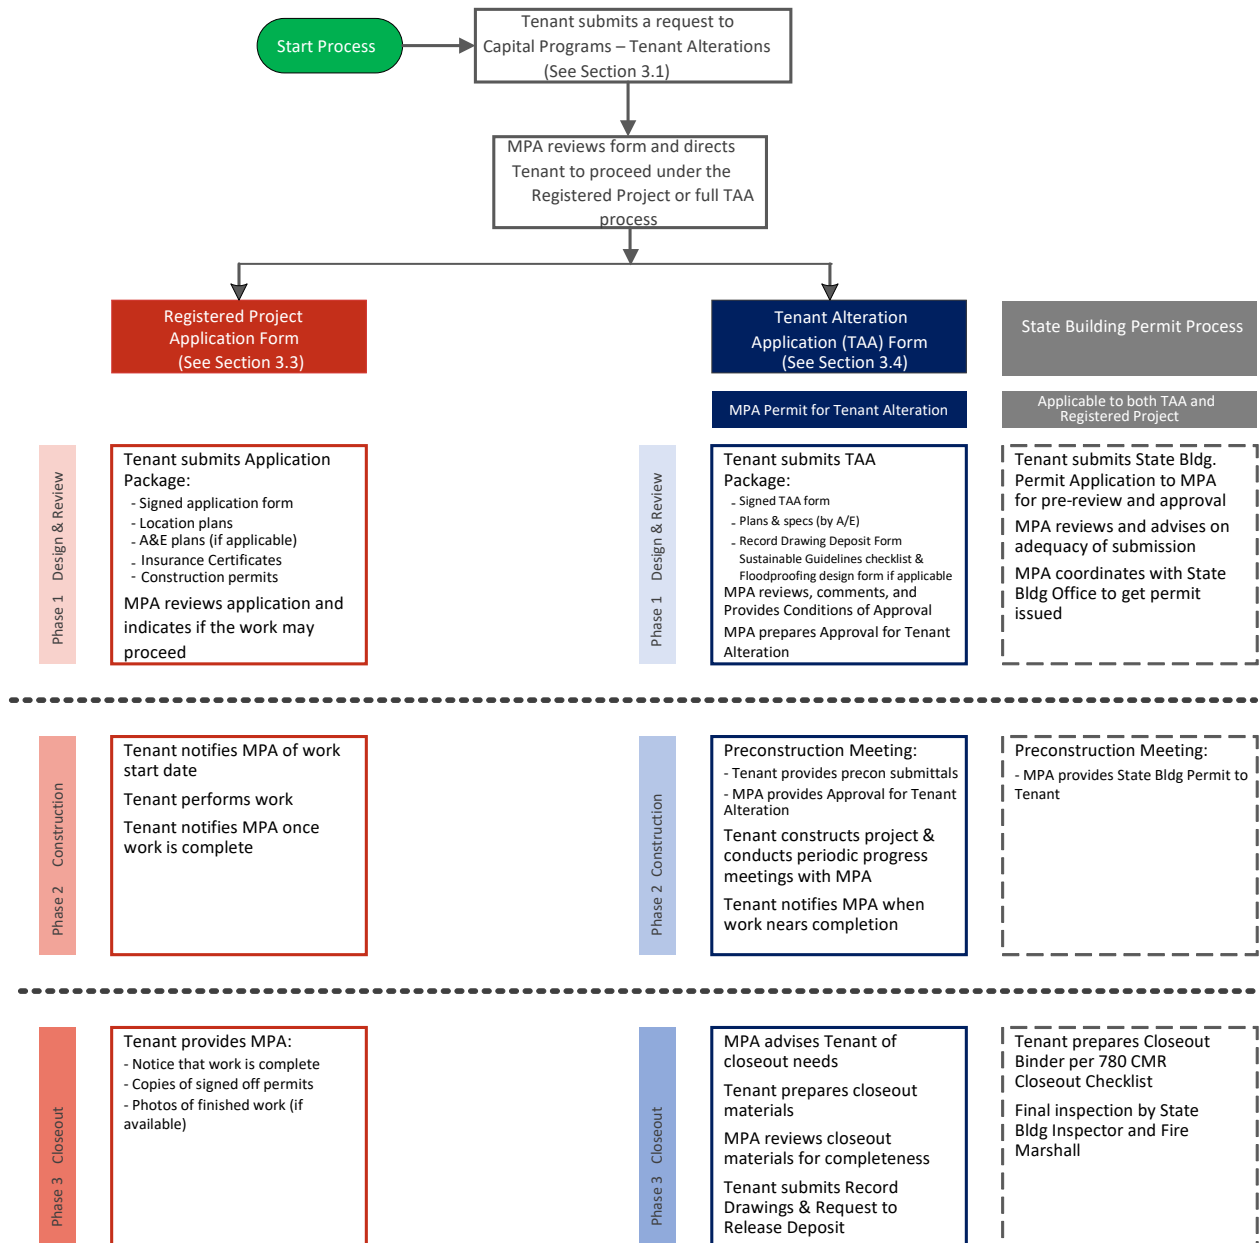 Start Process
Tenant submits a request to
Capital Programs – Tenant Alterations
(See Section 3.1)
MPA reviews form and directs
Tenant to proceed under the
Registered Project or full TAA
process
Registered Project
Application Form
(See Section 3.3)
Tenant Alteration
Application (TAA) Form
(See Section 3.4)
State Building Permit Process
MPA Permit for Tenant Alteration
Applicable to both TAA and
Registered Project
Phase 1 Design & Review
Tenant submits Application
Package:
- Signed application form
- Location plans
- A&E plans (if applicable)
- Insurance Certificates
- Construction permits
MPA reviews application and
indicates if the work may
proceed
Phase 1 Design & Review
Tenant submits TAA
Package:
- Signed TAA form
- Plans & specs (by A/E)
- Record Drawing Deposit Form
Sustainable Guidelines checklist &
Floodproofing design form if applicable
MPA reviews, comments, and
Provides Conditions of Approval
MPA prepares Approval for Tenant
Alteration
Tenant submits State Bldg.
Permit Application to MPA
for pre-review and approval
MPA reviews and advises on
adequacy of submission
MPA coordinates with State
Bldg Office to get permit
issued
Phase 2 Construction
Tenant notifies MPA of work
start date
Tenant performs work
Tenant notifies MPA once
work is complete
Phase 2 Construction
Preconstruction Meeting:
- Tenant provides precon submittals
- MPA provides Approval for Tenant
Alteration
Tenant constructs project &
conducts periodic progress
meetings with MPA
Tenant notifies MPA when
work nears completion
Preconstruction Meeting:
- MPA provides State Bldg Permit to
Tenant
Phase 3 Closeout
Tenant provides MPA:
- Notice that work is complete
- Copies of signed off permits
- Photos of finished work (if
available)
Phase 3 Closeout
MPA advises Tenant of
closeout needs
Tenant prepares closeout
materials
MPA reviews closeout
materials for completeness
Tenant submits Record
Drawings & Request to
Release Deposit
Tenant prepares Closeout
Binder per 780 CMR
Closeout Checklist
Final inspection by State
Bldg Inspector and Fire
Marshall